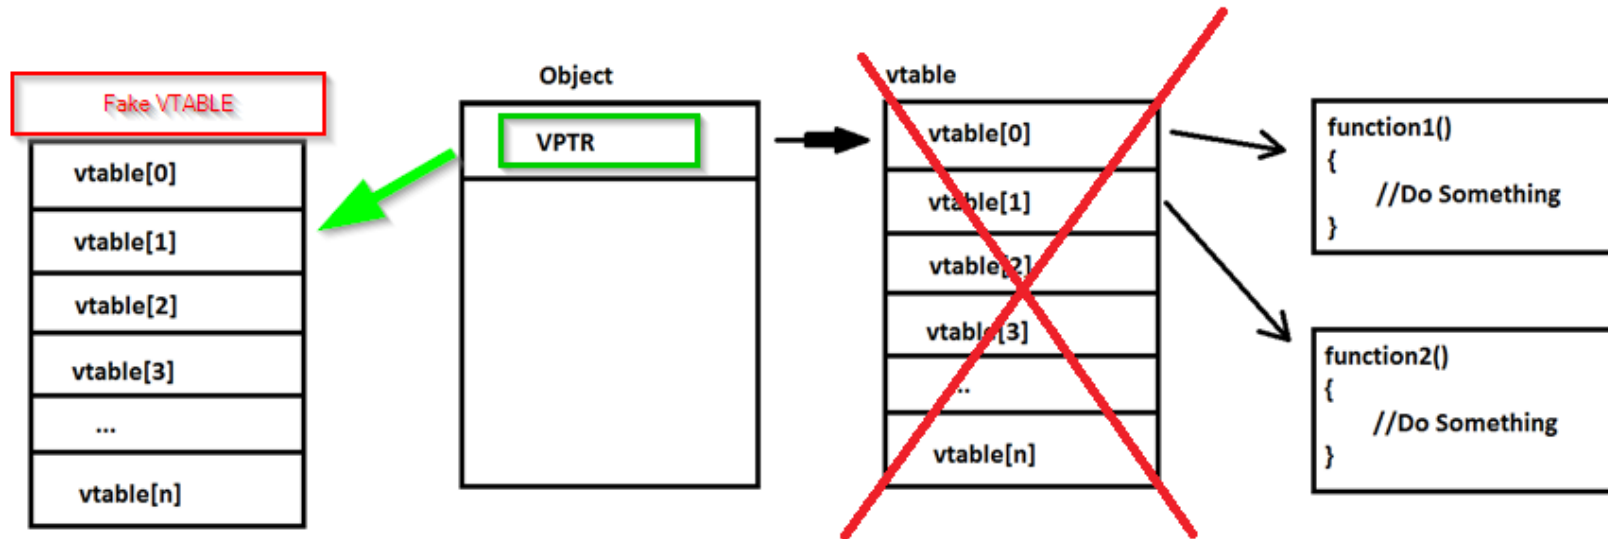 Fake VTABLE
vtable[0]
vtable[1]
vtable[2]
vtable[3]
...
vtable[n]
Object
VPTR
vtable
vtable[0]
vtable[1]
vtable[2]
vtable[3]
..
vtable[n]
function1()
{
//Do Something
}
function2()
{
//Do Something
}